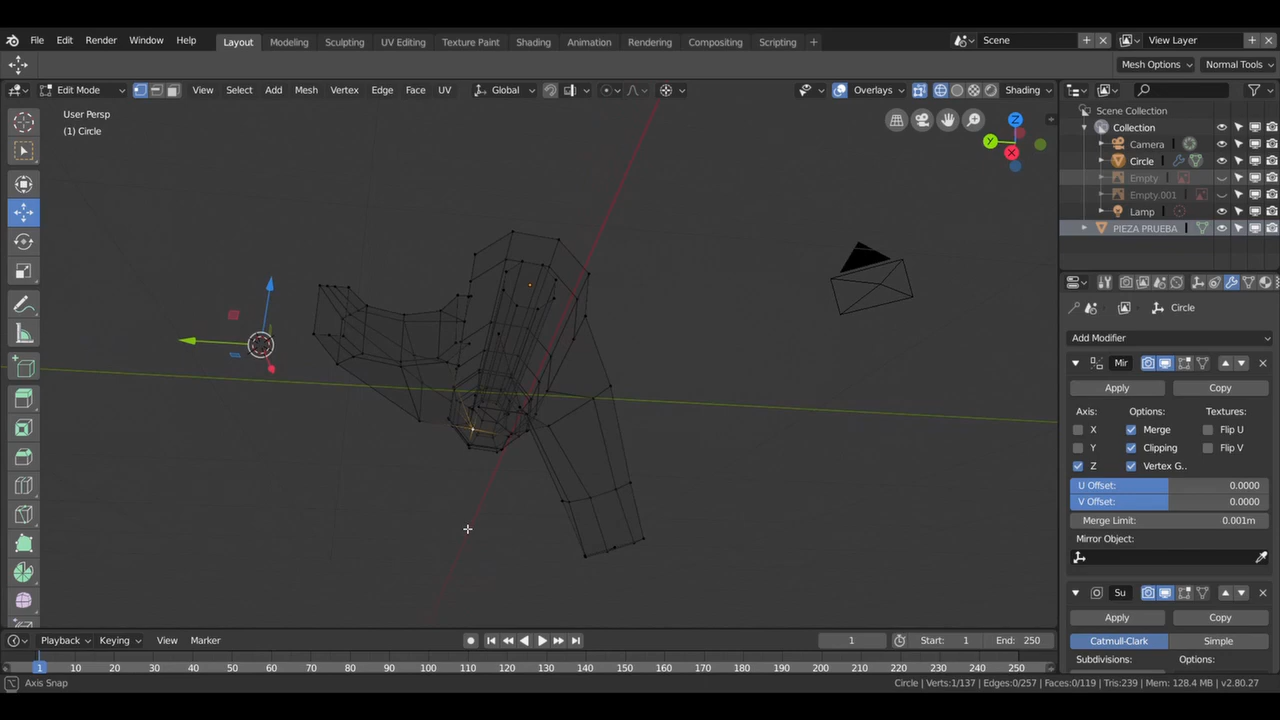 File Edit Render Window Help Layout Modeling Sculpting UV Editing Texture Paint Shading Animation Rendering Compositing Scripting + Scene View Layer
Mesh Options Normal Tools
Edit Mode View Select Add Mesh Vertex Edge Face UV Global Overlays Shading
User Persp
(1) Circle
Z
Y
X
Scene Collection
Collection
Camera
Circle
Empty
Empty.001
Lamp
PIEZA PRUEBA
Circle
Add Modifier
Mir
Apply Copy
Axis: Options: Textures:
X Merge Flip U
Y Clipping Flip V
Z Vertex G..
U Offset: 0.0000
V Offset: 0.0000
Merge Limit: 0.001m
Mirror Object:
Su
Apply Copy
Catmull-Clark Simple
Subdivisions: Options:
Playback Keying View Marker 1 Start: 1 End: 250
1 10 20 30 40 50 60 70 80 90 100 110 120 130 140 150 160 170 180 190 200 210 220 230 240 250
Axis Snap Circle | Verts:1/137 | Edges:0/257 | Faces:0/119 | Tris:239 | Mem: 128.4 MB | v2.80.27